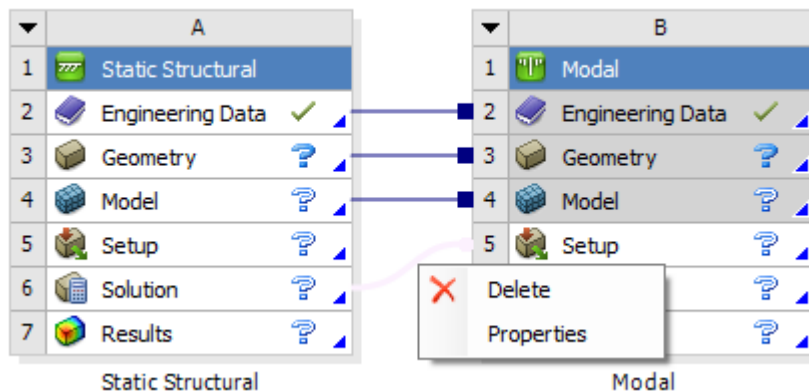 A
1 Static Structural
2 Engineering Data
3 Geometry ?
4 Model ?
5 Setup ?
6 Solution ?
7 Results ?
Static Structural
B
1 Modal
2 Engineering Data
3 Geometry ?
4 Model ?
5 Setup ?
?
?
Delete
Properties
Modal